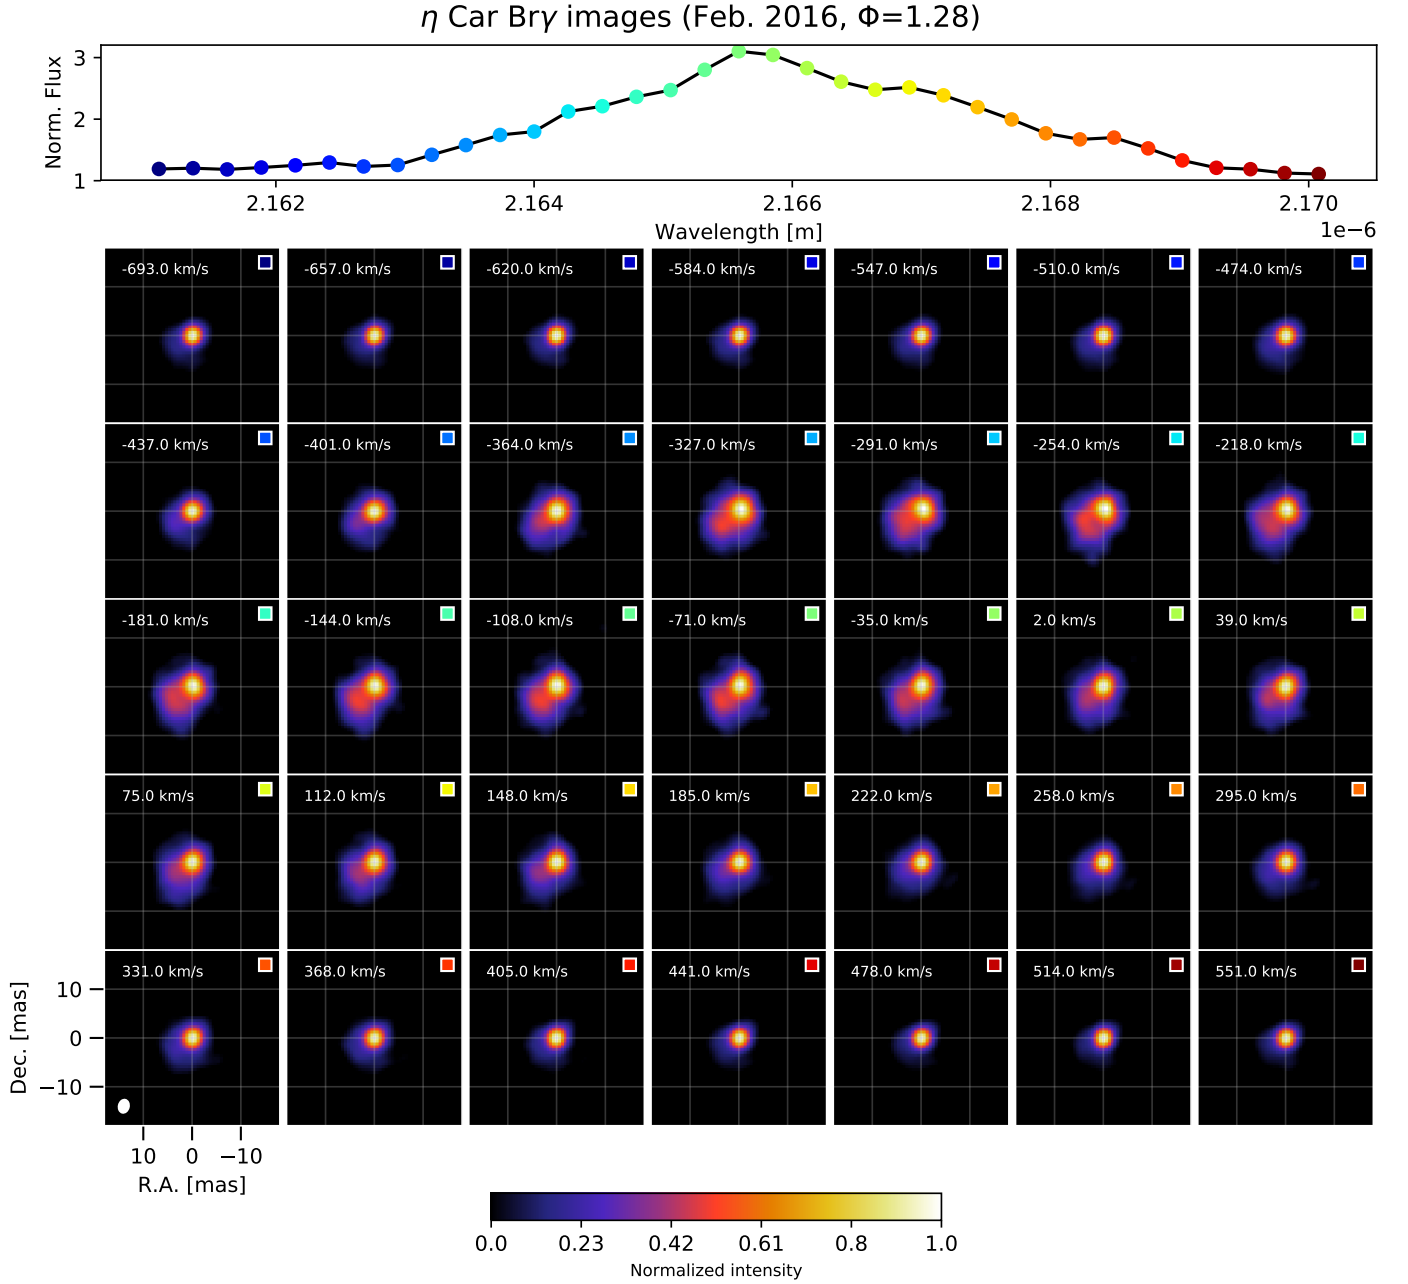 η Car Brγ images (Feb. 2016, Φ=1.28)
Norm. Flux
3
2
1
2.162 2.164 2.166 2.168 2.170
Wavelength [m]
1e−6
-693.0 km/s -657.0 km/s -620.0 km/s -584.0 km/s -547.0 km/s -510.0 km/s -474.0 km/s
-437.0 km/s -401.0 km/s -364.0 km/s -327.0 km/s -291.0 km/s -254.0 km/s -218.0 km/s
-181.0 km/s -144.0 km/s -108.0 km/s -71.0 km/s -35.0 km/s 2.0 km/s 39.0 km/s
75.0 km/s 112.0 km/s 148.0 km/s 185.0 km/s 222.0 km/s 258.0 km/s 295.0 km/s
331.0 km/s 368.0 km/s 405.0 km/s 441.0 km/s 478.0 km/s 514.0 km/s 551.0 km/s
Dec. [mas]
10
0
−10
10 0 −10
R.A. [mas]
0.0 0.23 0.42 0.61 0.8 1.0
Normalized intensity